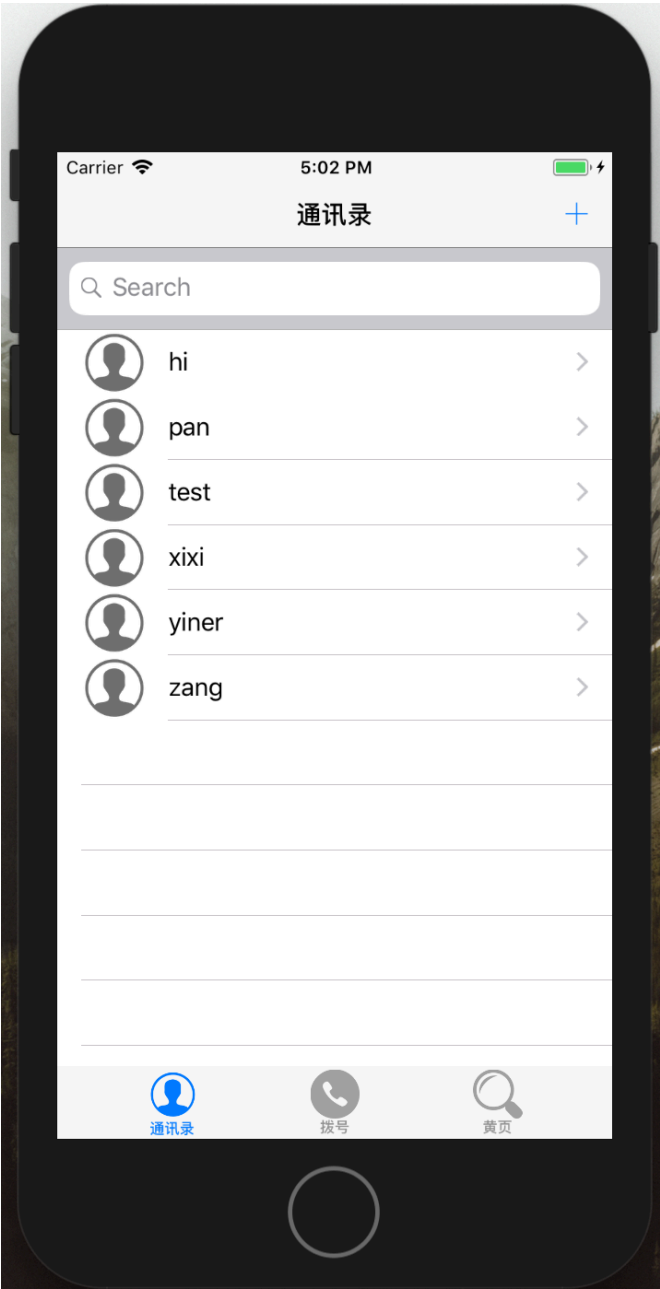 Carrier 5:02 PM
通讯录
Search
hi
pan
test
xixi
yiner
zang
通讯录 拨号 黄页